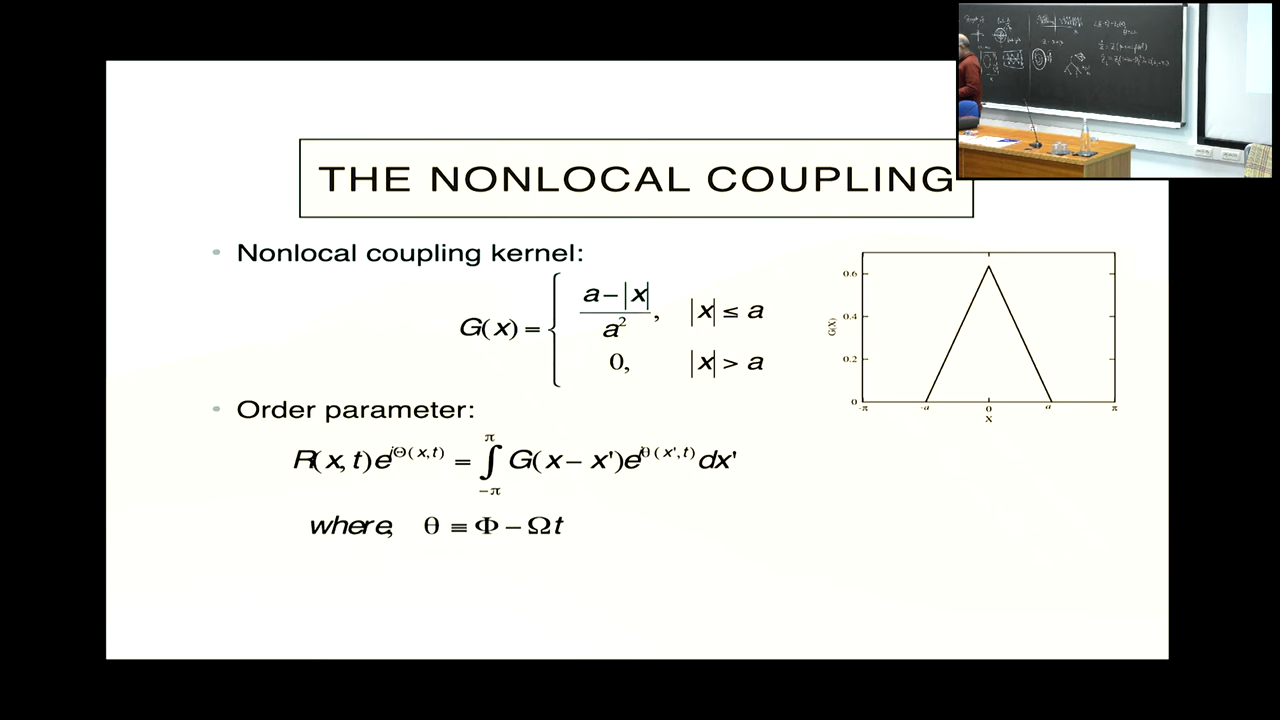 THE NONLOCAL COUPLING
• Nonlocal coupling kernel:
G(x) = { (a − |x|) / a², |x| ≤ a
0, |x| > a
• Order parameter:
R(x,t)e^{iΘ(x,t)} = ∫_{−π}^{π} G(x − x')e^{iθ(x',t)}dx'
where, θ ≡ Φ − Ωt
0.6
0.4
0.2
0
G(X)
-π -a 0 a π
X